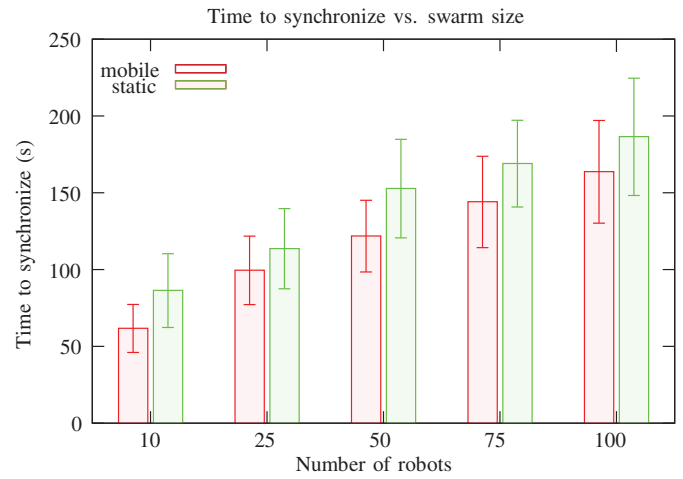 Time to synchronize vs. swarm size
250
200
150
100
50
0
Time to synchronize (s)
mobile
static
10 25 50 75 100
Number of robots